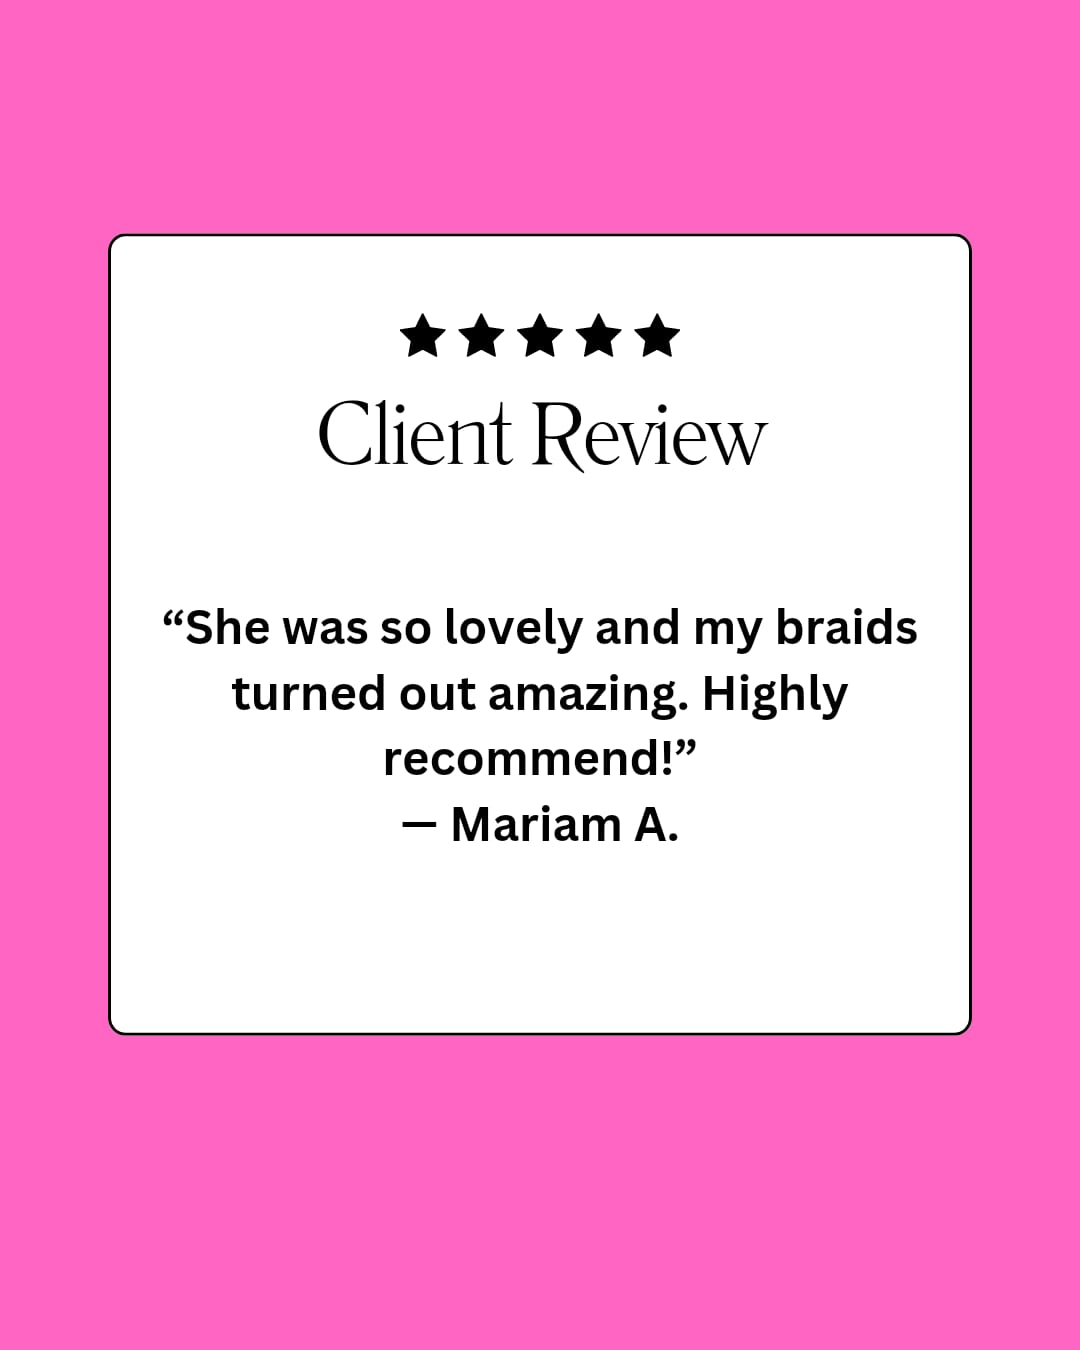 Client Review
“She was so lovely and my braids
turned out amazing. Highly
recommend!”
— Mariam A.